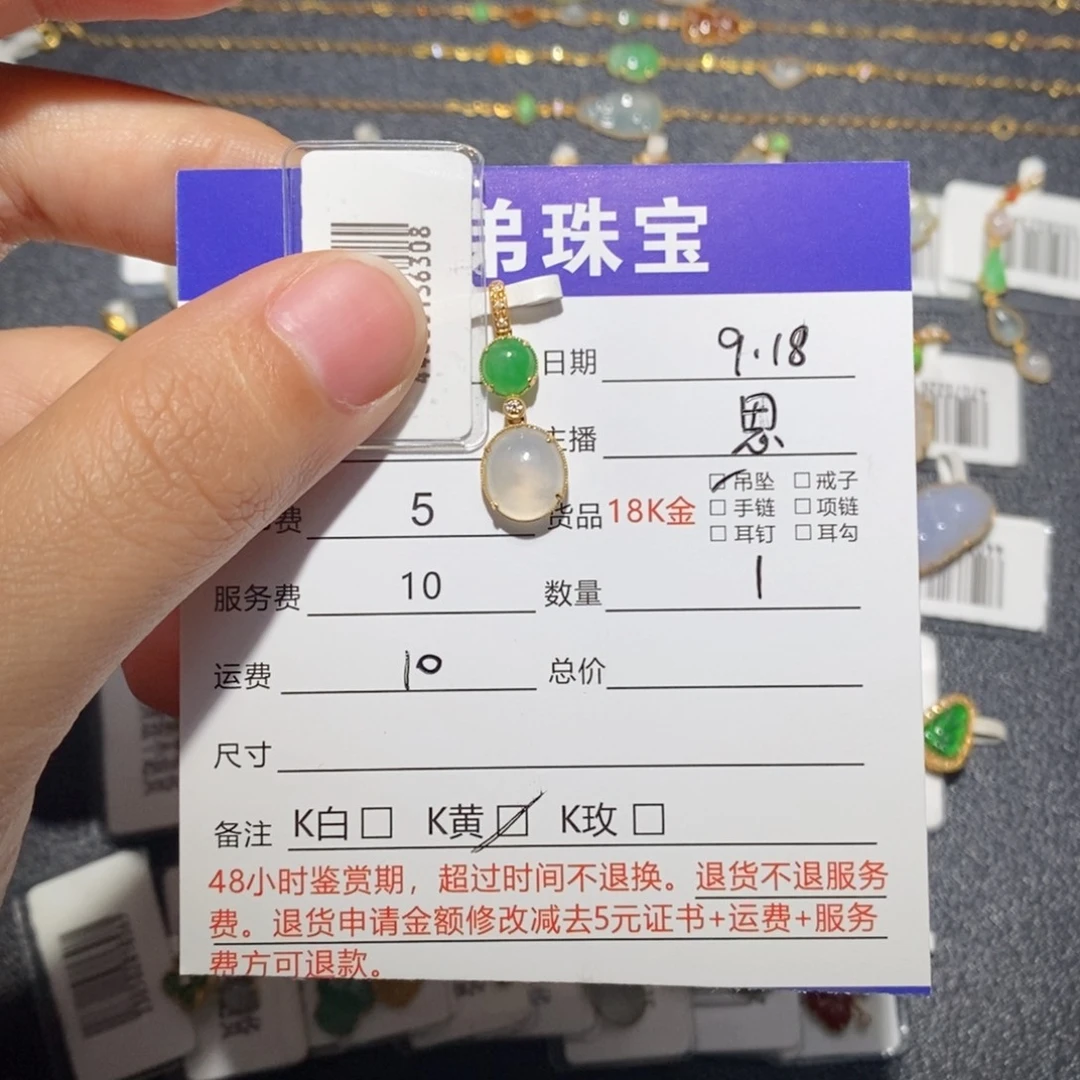 弟珠宝
日期 9.18
主播 恩
费 5 货品 18K金 ☑吊坠 ☐戒子
☐手链 ☐项链
☐耳钉 ☐耳勾
服务费 10 数量 1
运费 10 总价
尺寸
备注 K白☐ K黄☑ K玫☐
48小时鉴赏期，超过时间不退换。退货不退服务
费。退货申请金额修改减去5元证书+运费+服务
费方可退款。